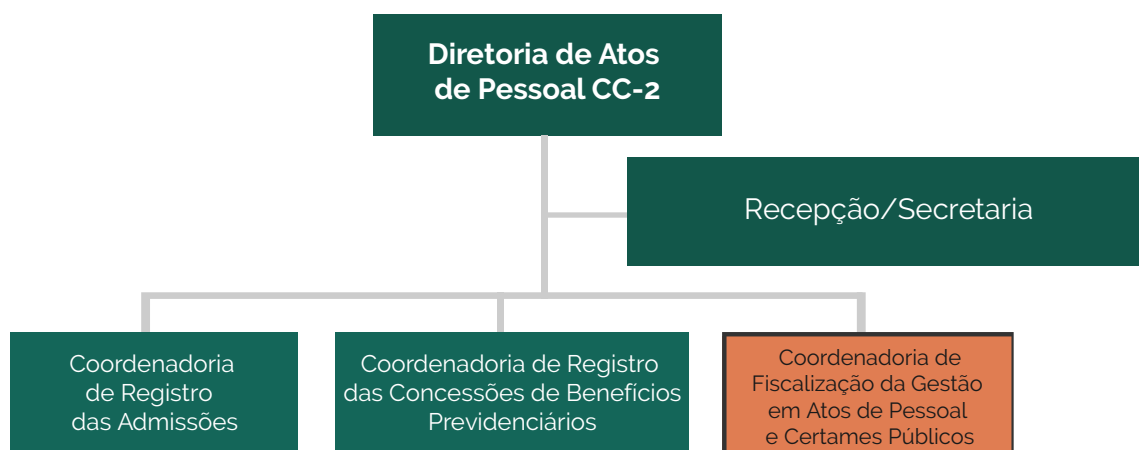 Diretoria de Atos
de Pessoal CC-2
Recepção/Secretaria
Coordenadoria
de Registro
das Admissões
Coordenadoria de Registro
das Concessões de Benefícios
Previdenciários
Coordenadoria de
Fiscalização da Gestão
em Atos de Pessoal
e Certames Públicos